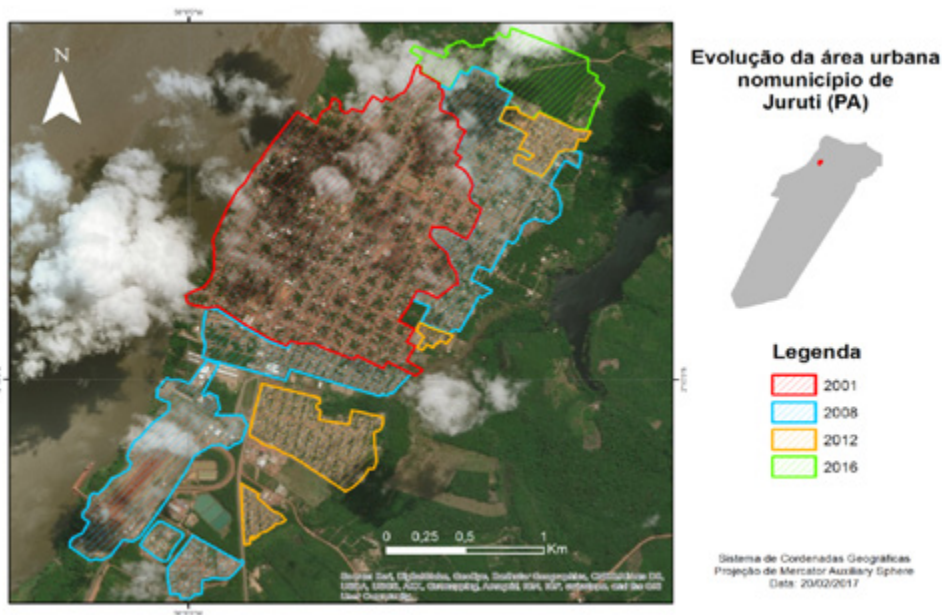 N
Evolução da área urbana
nomunicípio de
Juruti (PA)
Legenda
2001
2008
2012
2016
0 0,25 0,5 1
Km
Sistema de Cordenadas Geográficas
Projeção de Mercator Auxiliary Sphere
Data: 20/02/2017